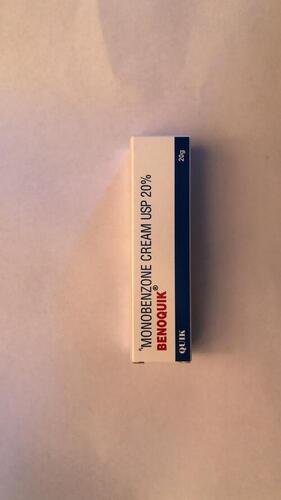 *MONOBENZONE CREAM USP 20%
BENOQUIK®
QUIK
20g